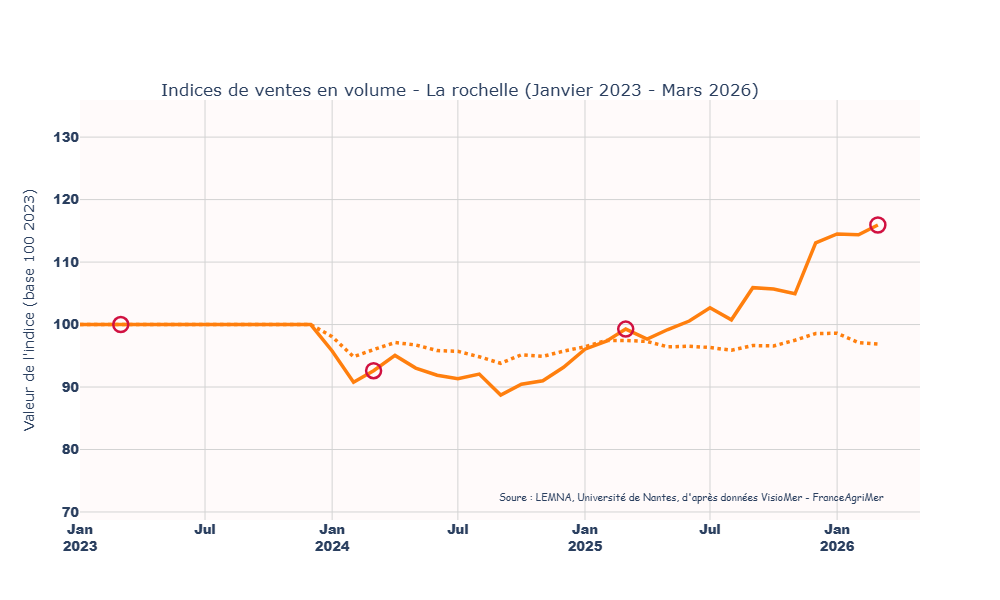 Indices de ventes en volume - La rochelle (Janvier 2023 - Mars 2026)
Valeur de l'indice (base 100 2023)
130
120
110
100
90
80
70
Soure : LEMNA, Université de Nantes, d'après données VisioMer - FranceAgriMer
Jan Jul Jan Jul Jan Jul Jan
2023 2024 2025 2026